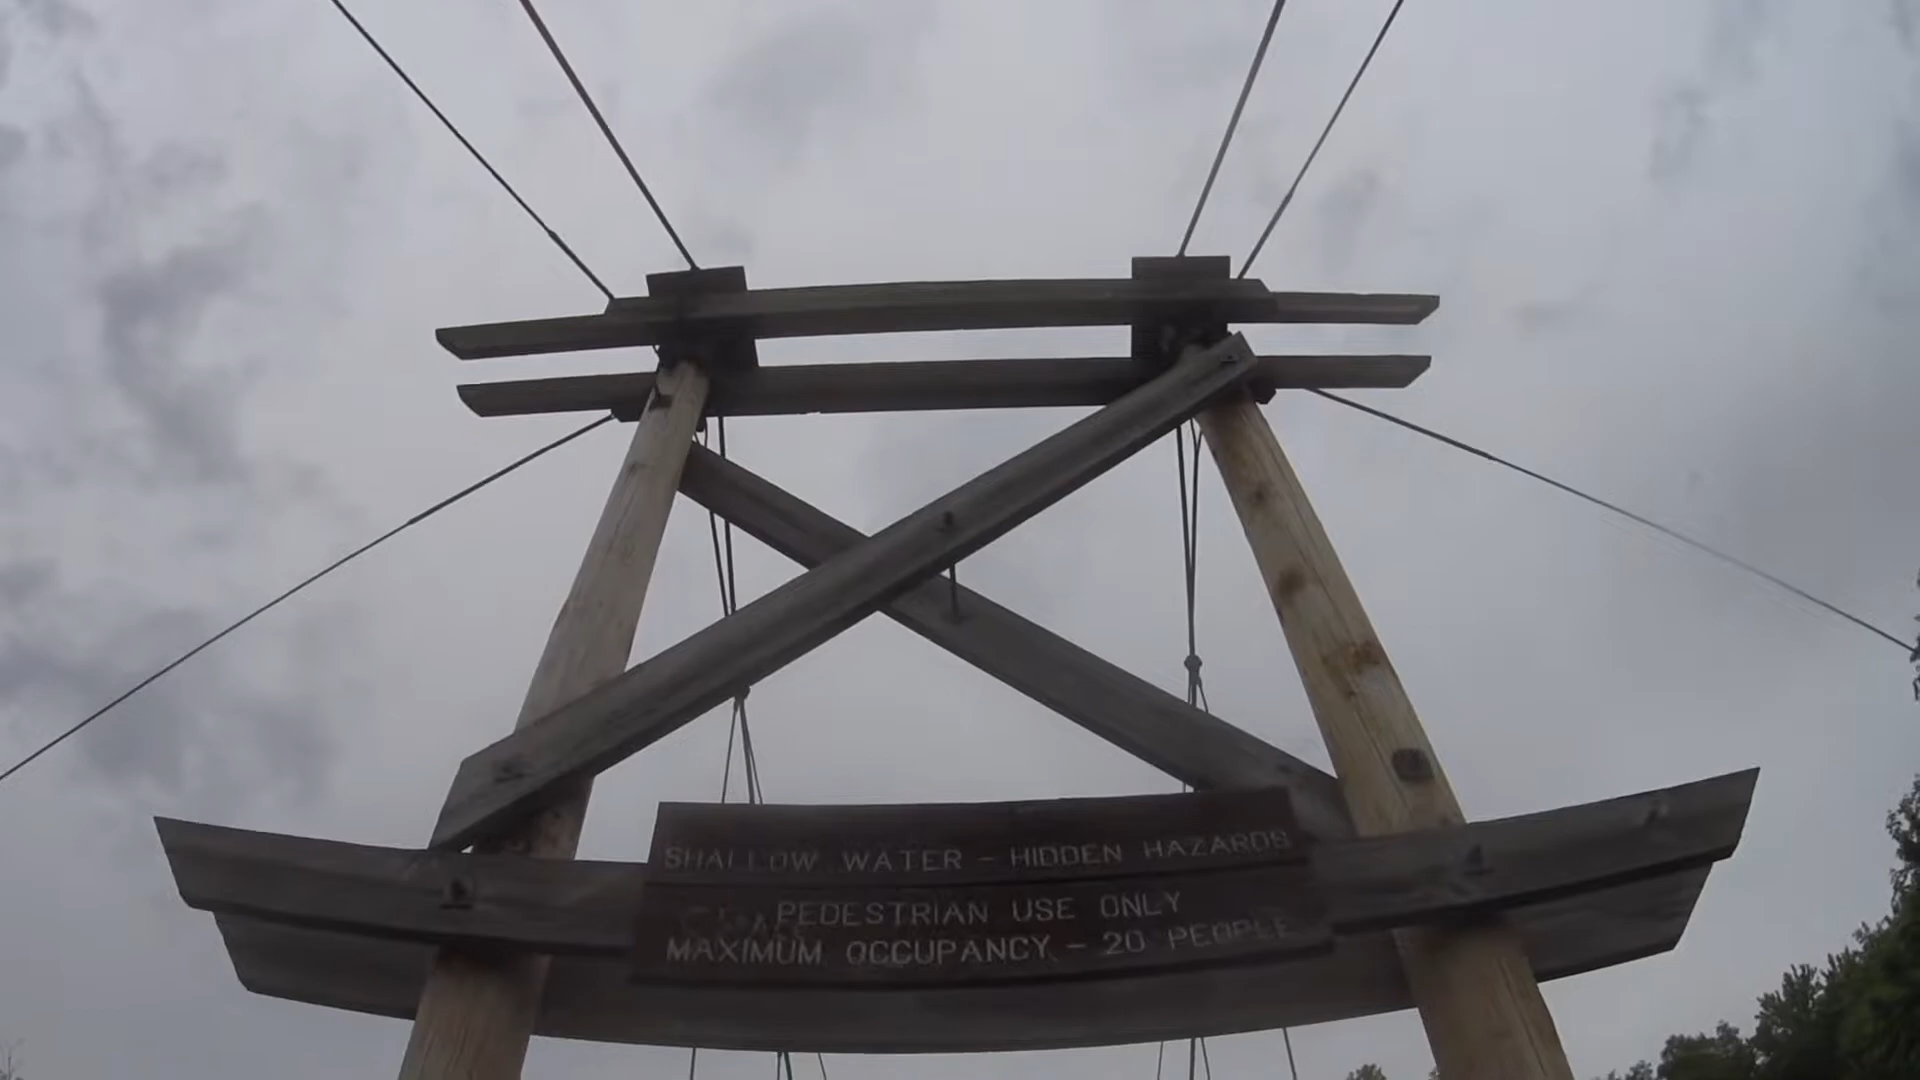 SHALLOW WATER - HIDDEN HAZARDS
PEDESTRIAN USE ONLY
MAXIMUM OCCUPANCY - 20 PEOPLE